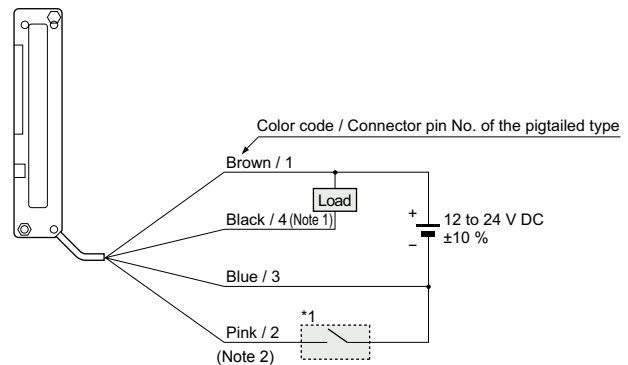 Color code / Connector pin No. of the pigtailed type
Brown / 1
Load
Black / 4 (Note 1)
+
12 to 24 V DC
±10 %
−
Blue / 3
*1
Pink / 2
(Note 2)